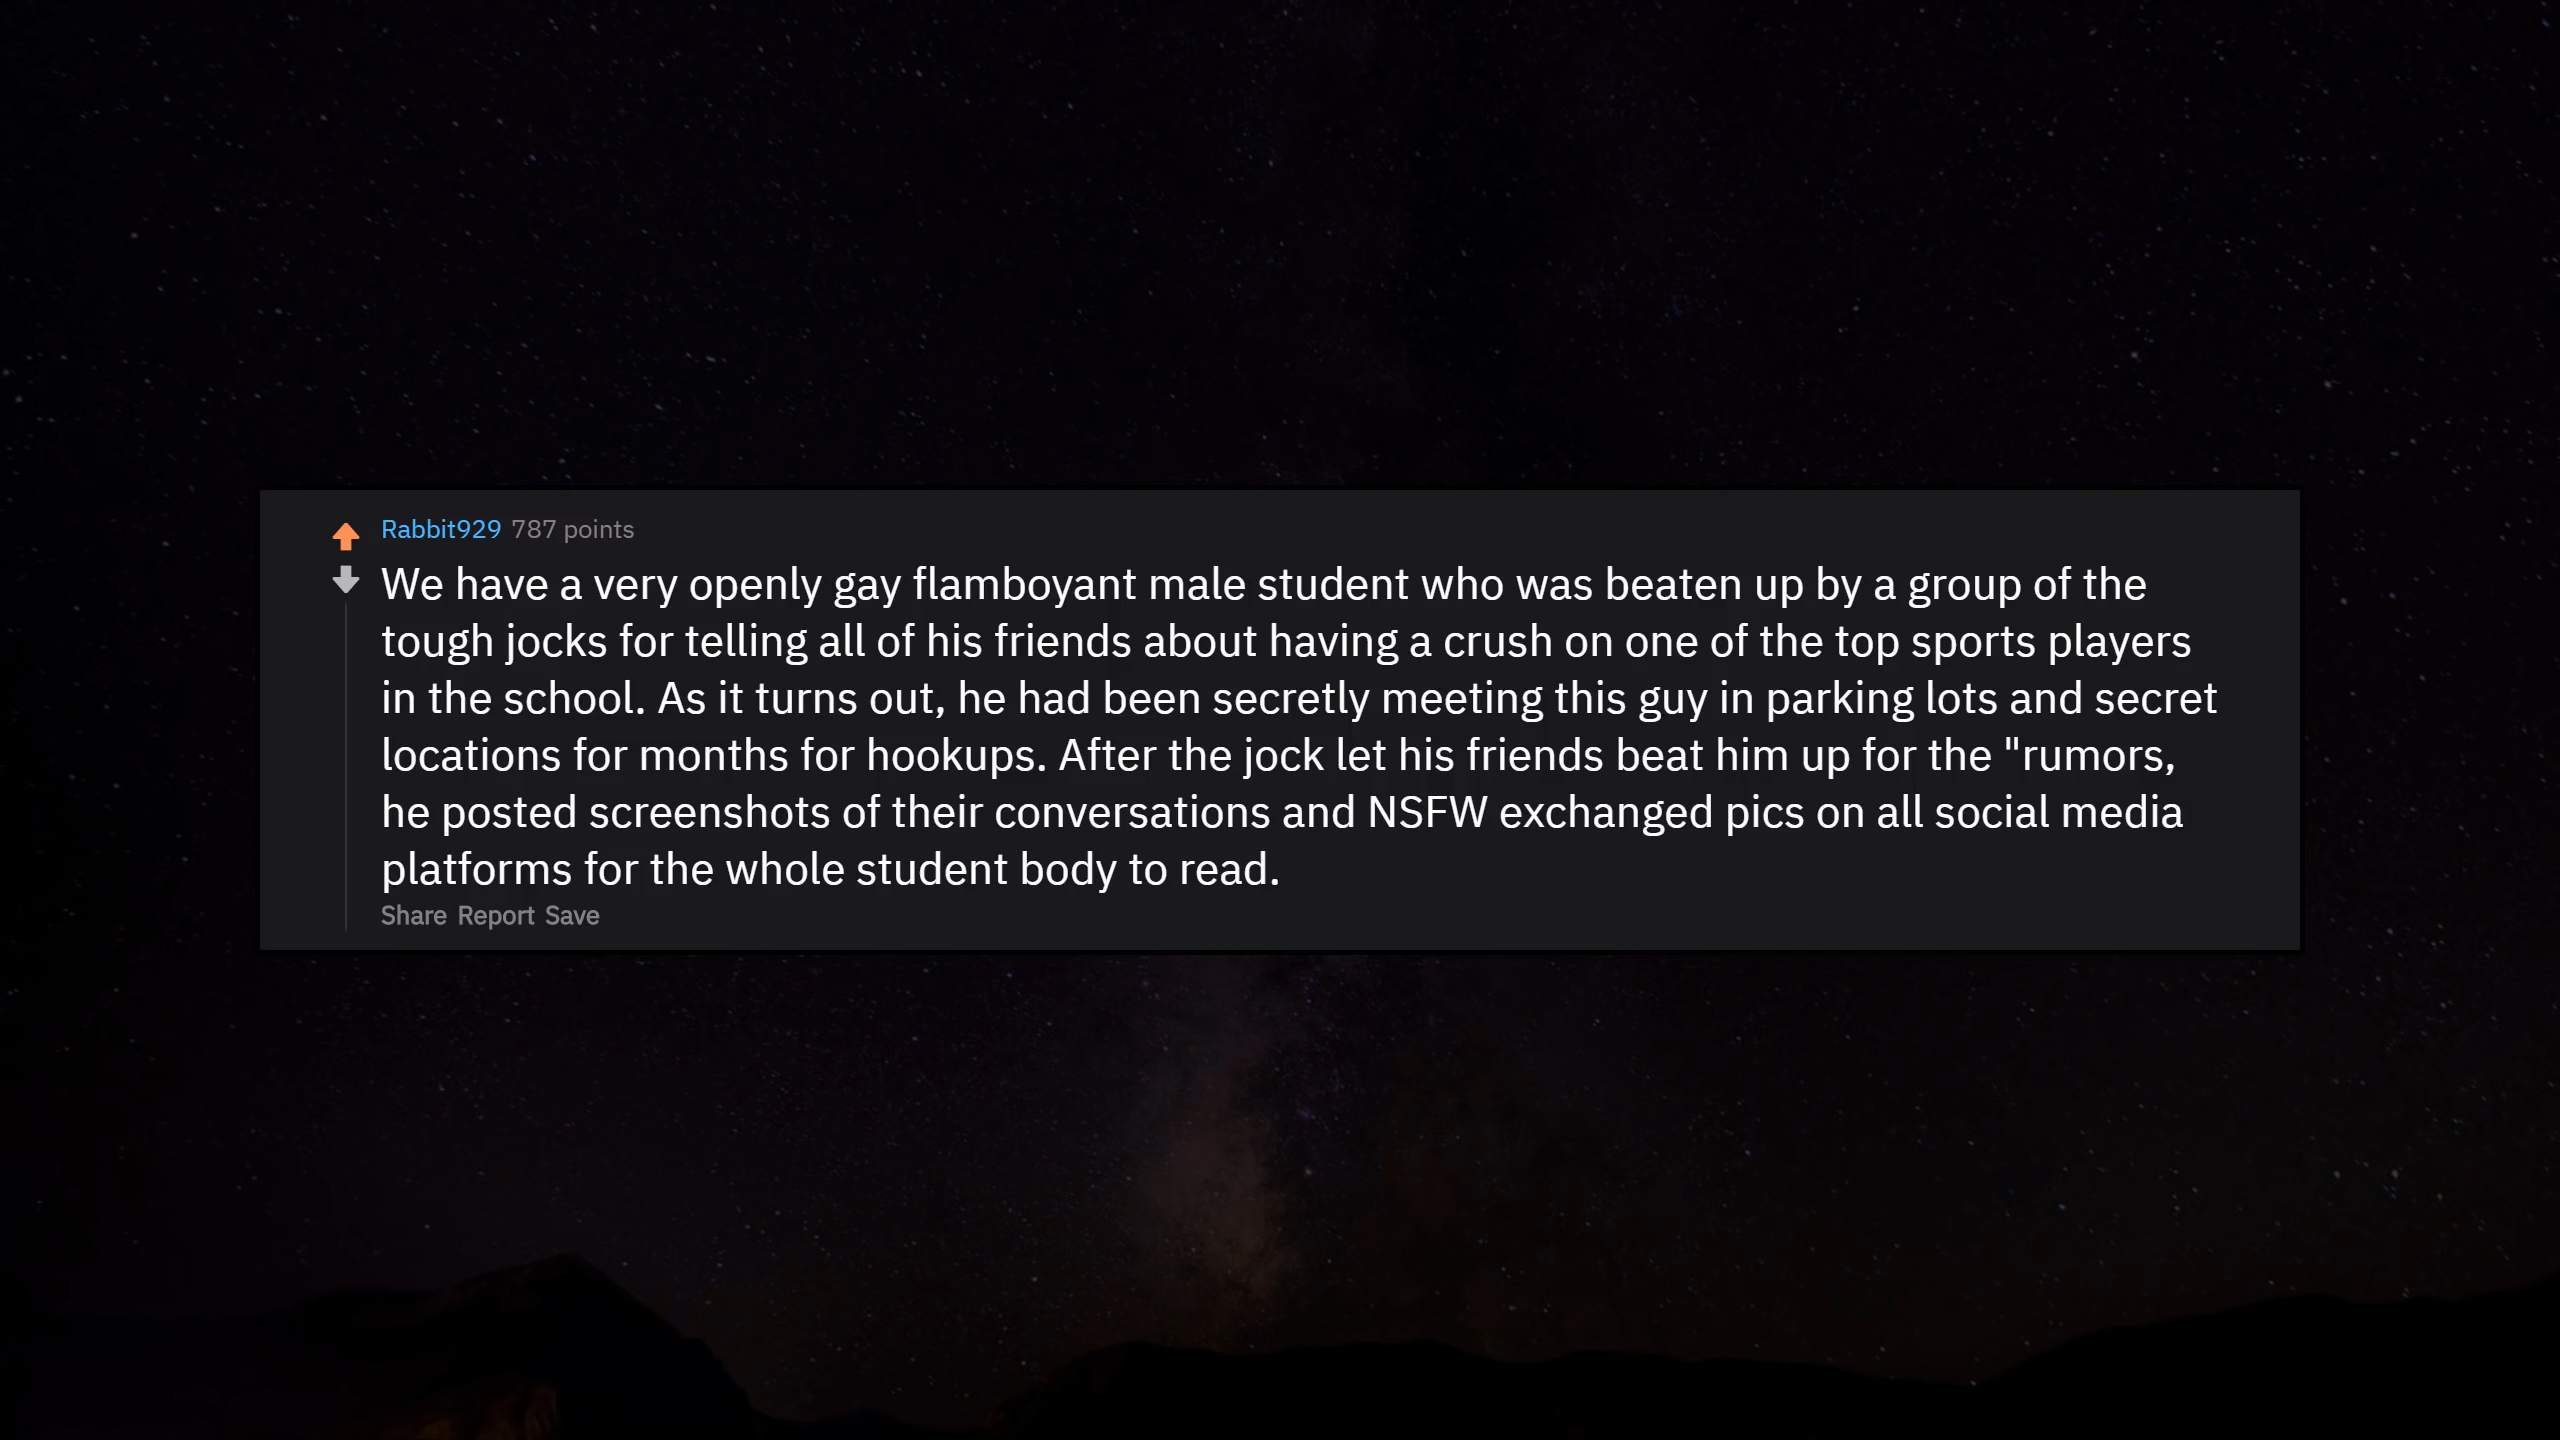 Rabbit929 787 points
We have a very openly gay flamboyant male student who was beaten up by a group of the
tough jocks for telling all of his friends about having a crush on one of the top sports players
in the school. As it turns out, he had been secretly meeting this guy in parking lots and secret
locations for months for hookups. After the jock let his friends beat him up for the "rumors,
he posted screenshots of their conversations and NSFW exchanged pics on all social media
platforms for the whole student body to read.
Share Report Save